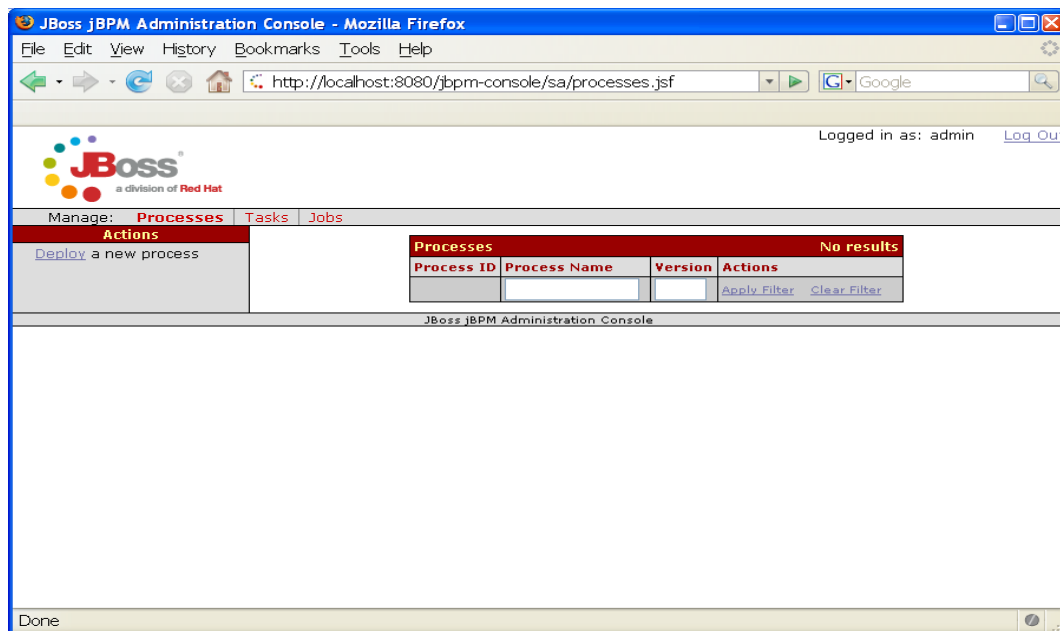 JBoss jBPM Administration Console - Mozilla Firefox
File Edit View History Bookmarks Tools Help
http://localhost:8080/jbpm-console/sa/processes.jsf
G Google
Logged in as: admin Log Ou
JBoss®
a division of Red Hat
Manage: Processes Tasks Jobs
Actions
Deploy a new process
Processes No results
Process ID Process Name Version Actions
Apply Filter Clear Filter
JBoss jBPM Administration Console
Done